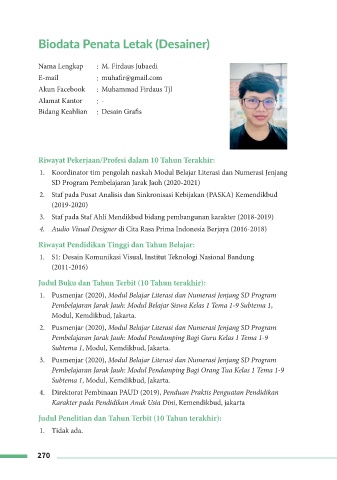 Biodata Penata Letak (Desainer)
Nama Lengkap : M. Firdaus Jubaedi
E-mail : muhafir@gmail.com
Akun Facebook : Muhammad Firdaus Tjl
Alamat Kantor : -
Bidang Keahlian : Desain Grafis
Riwayat Pekerjaan/Profesi dalam 10 Tahun Terakhir:
1. Koordinator tim pengolah naskah Modul Belajar Literasi dan Numerasi Jenjang
SD Program Pembelajaran Jarak Jauh (2020-2021)
2. Staf pada Pusat Analisis dan Sinkronisasi Kebijakan (PASKA) Kemendikbud
(2019-2020)
3. Staf pada Staf Ahli Mendikbud bidang pembangunan karakter (2018-2019)
4. Audio Visual Designer di Cita Rasa Prima Indonesia Berjaya (2016-2018)
Riwayat Pendidikan Tinggi dan Tahun Belajar:
1. S1: Desain Komunikasi Visual, Institut Teknologi Nasional Bandung
(2011-2016)
Judul Buku dan Tahun Terbit (10 Tahun terakhir):
1. Pusmenjar (2020), Modul Belajar Literasi dan Numerasi Jenjang SD Program
Pembelajaran Jarak Jauh: Modul Belajar Siswa Kelas 1 Tema 1-9 Subtema 1,
Modul, Kemdikbud, Jakarta.
2. Pusmenjar (2020), Modul Belajar Literasi dan Numerasi Jenjang SD Program
Pembelajaran Jarak Jauh: Modul Pendamping Bagi Guru Kelas 1 Tema 1-9
Subtema 1, Modul, Kemdikbud, Jakarta.
3. Pusmenjar (2020), Modul Belajar Literasi dan Numerasi Jenjang SD Program
Pembelajaran Jarak Jauh: Modul Pendamping Bagi Orang Tua Kelas 1 Tema 1-9
Subtema 1, Modul, Kemdikbud, Jakarta.
4. Direktorat Pembinaan PAUD (2019), Panduan Praktis Penguatan Pendidikan
Karakter pada Pendidikan Anak Usia Dini, Kemendikbud, jakarta
Judul Penelitian dan Tahun Terbit (10 Tahun terakhir):
1. Tidak ada.
270